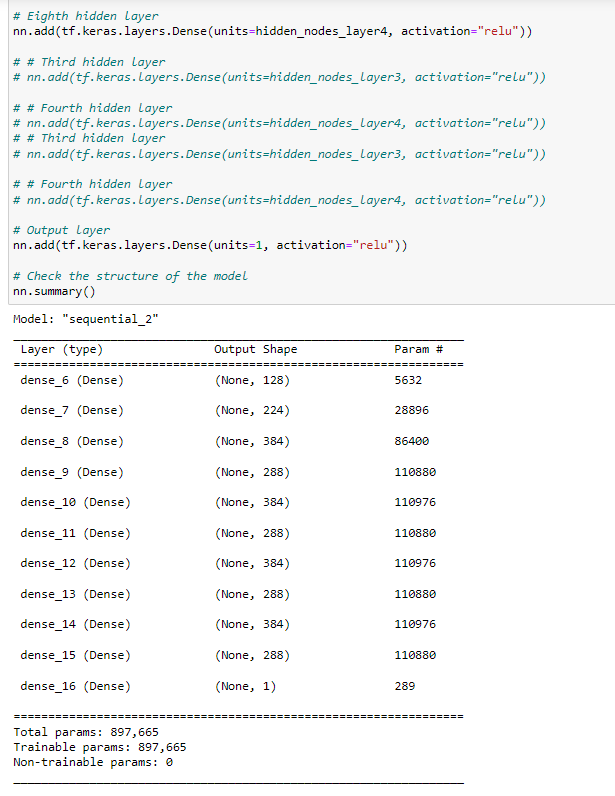 # Eighth hidden layer
nn.add(tf.keras.layers.Dense(units=hidden_nodes_layer4, activation="relu"))
# # Third hidden layer
# nn.add(tf.keras.layers.Dense(units=hidden_nodes_layer3, activation="relu"))
# # Fourth hidden layer
# nn.add(tf.keras.layers.Dense(units=hidden_nodes_layer4, activation="relu"))
# # Third hidden layer
# nn.add(tf.keras.layers.Dense(units=hidden_nodes_layer3, activation="relu"))
# # Fourth hidden layer
# nn.add(tf.keras.layers.Dense(units=hidden_nodes_layer4, activation="relu"))
# Output layer
nn.add(tf.keras.layers.Dense(units=1, activation="relu"))
# Check the structure of the model
nn.summary()
Model: "sequential_2"
Layer (type) Output Shape Param #
=================================================================
dense_6 (Dense) (None, 128) 5632
dense_7 (Dense) (None, 224) 28896
dense_8 (Dense) (None, 384) 86400
dense_9 (Dense) (None, 288) 110880
dense_10 (Dense) (None, 384) 110976
dense_11 (Dense) (None, 288) 110880
dense_12 (Dense) (None, 384) 110976
dense_13 (Dense) (None, 288) 110880
dense_14 (Dense) (None, 384) 110976
dense_15 (Dense) (None, 288) 110880
dense_16 (Dense) (None, 1) 289
=================================================================
Total params: 897,665
Trainable params: 897,665
Non-trainable params: 0